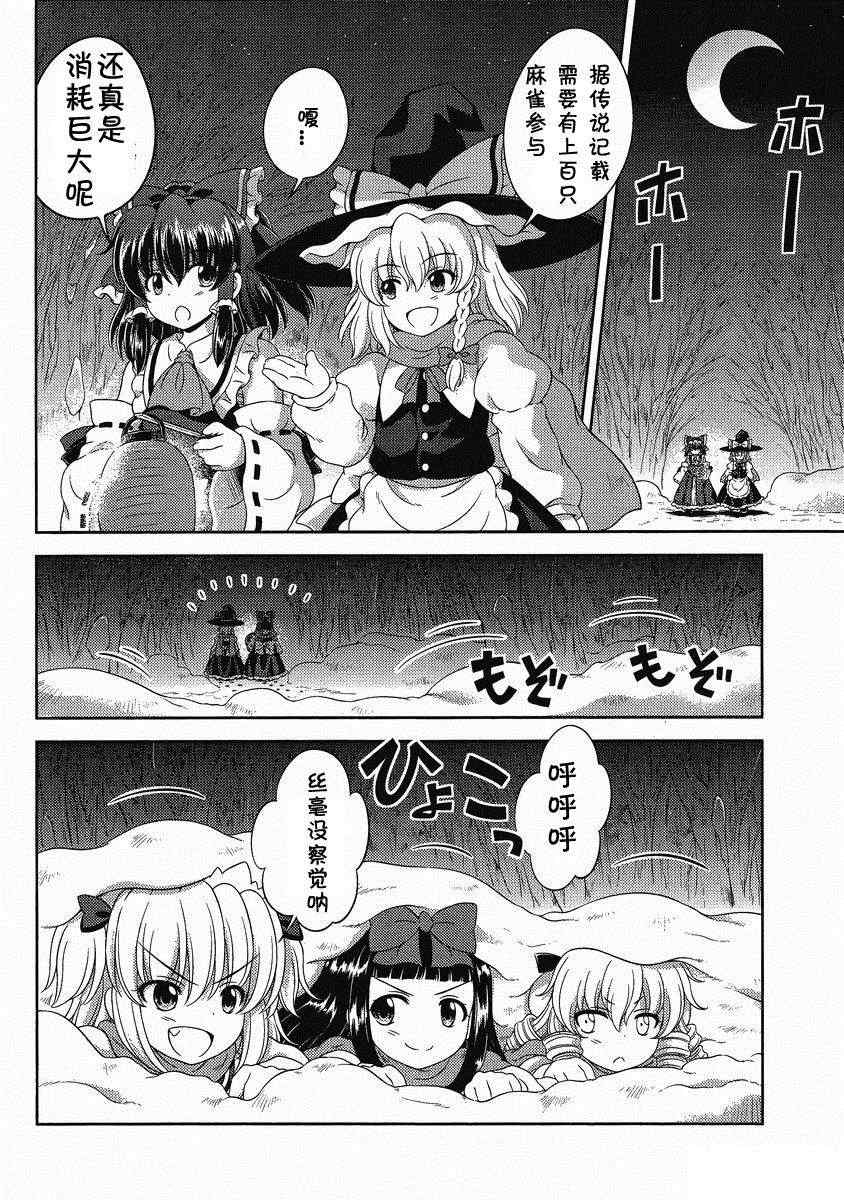 ホー
ホー
据传说记载
需要有上百只
麻雀参与
嗄…
还真是
消耗巨大呢
もぞ
もぞ
呼呼呼
ひょこっ
丝毫没察觉呐